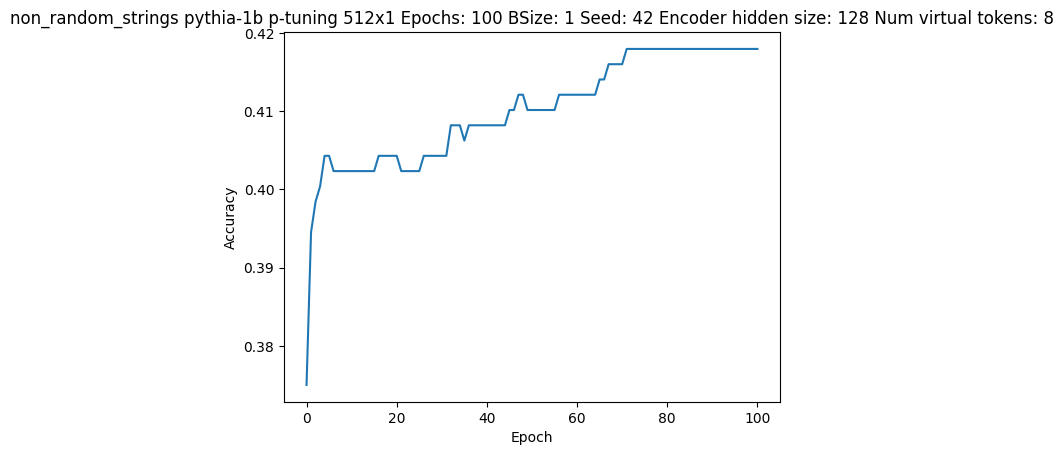 non_random_strings pythia-1b p-tuning 512x1 Epochs: 100 BSize: 1 Seed: 42 Encoder hidden size: 128 Num virtual tokens: 8
0.42
0.41
0.40
0.39
0.38
Accuracy
0 20 40 60 80 100
Epoch